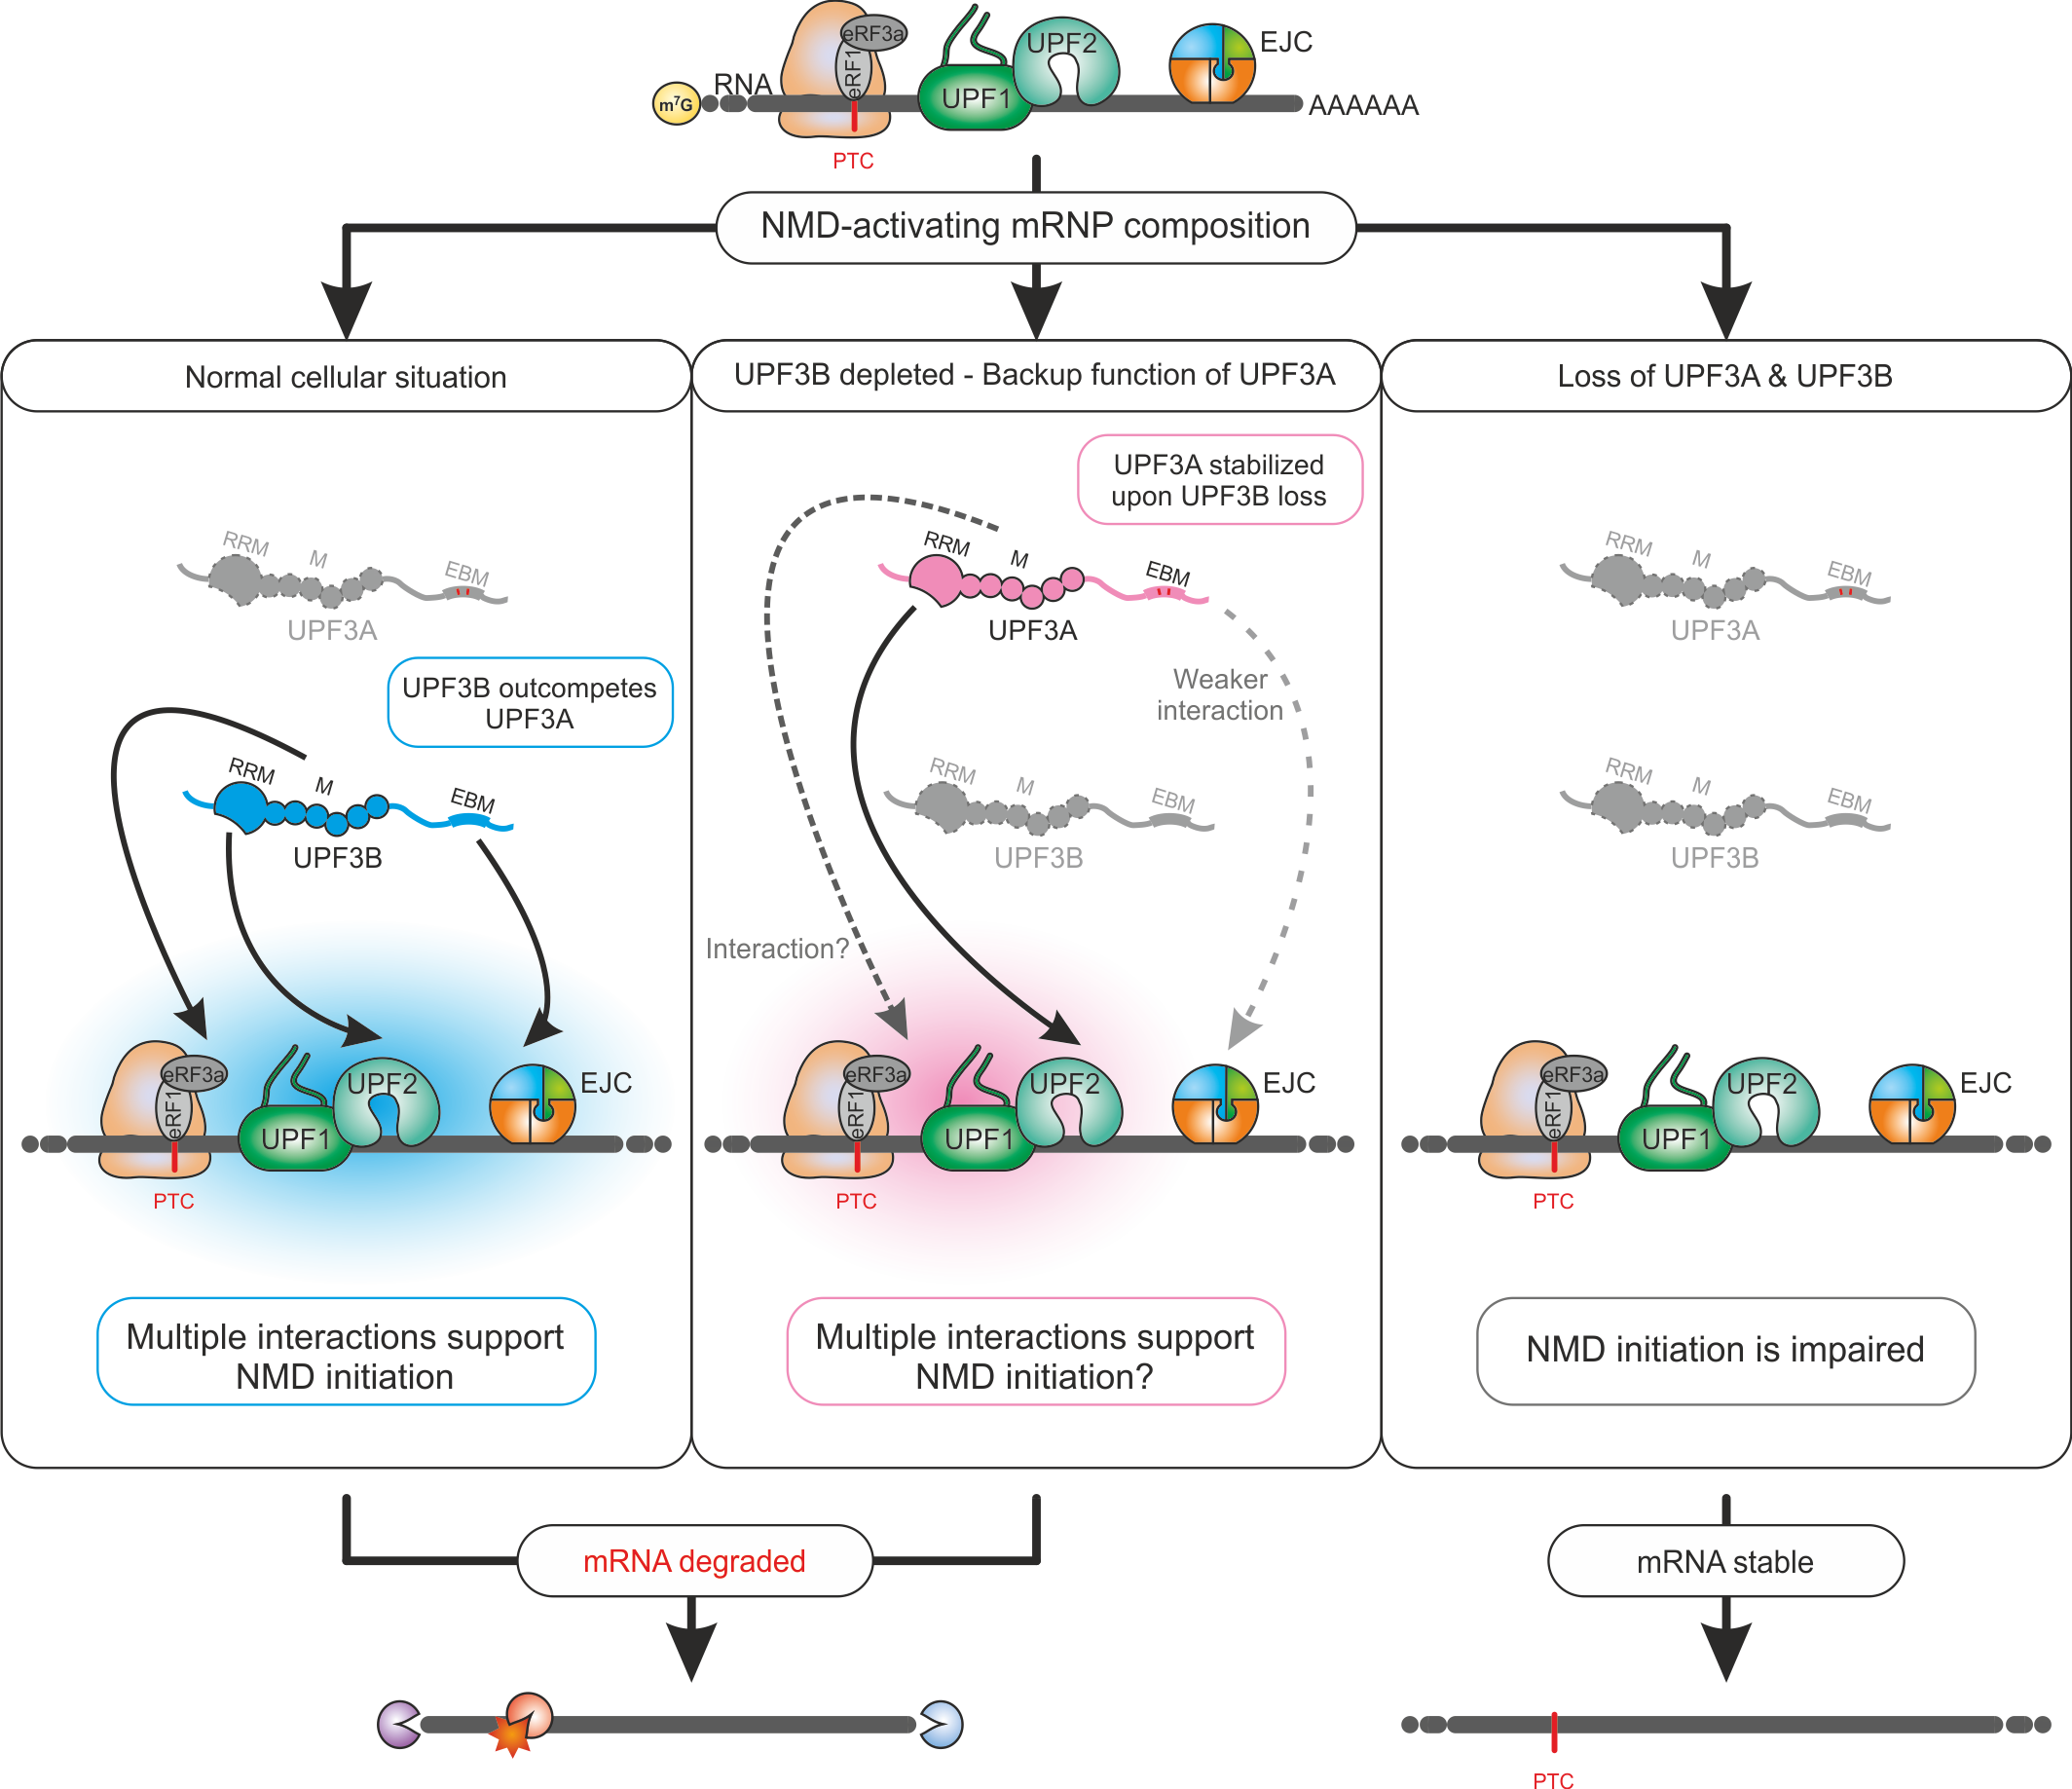 eRF3a
eRF1
UPF2
UPF1
EJC
RNA
m⁷G
AAAAAA
PTC
NMD-activating mRNP composition
Normal cellular situation
RRM
M
EBM
UPF3A
UPF3B outcompetes
UPF3A
RRM
M
EBM
UPF3B
eRF3a
eRF1
UPF2
UPF1
EJC
PTC
Multiple interactions support
NMD initiation
UPF3B depleted - Backup function of UPF3A
UPF3A stabilized
upon UPF3B loss
RRM
M
EBM
UPF3A
Weaker
interaction
RRM
M
EBM
UPF3B
Interaction?
eRF3a
eRF1
UPF2
UPF1
EJC
PTC
Multiple interactions support
NMD initiation?
Loss of UPF3A & UPF3B
RRM
M
EBM
UPF3A
RRM
M
EBM
UPF3B
eRF3a
eRF1
UPF2
UPF1
EJC
PTC
NMD initiation is impaired
mRNA degraded
mRNA stable
PTC